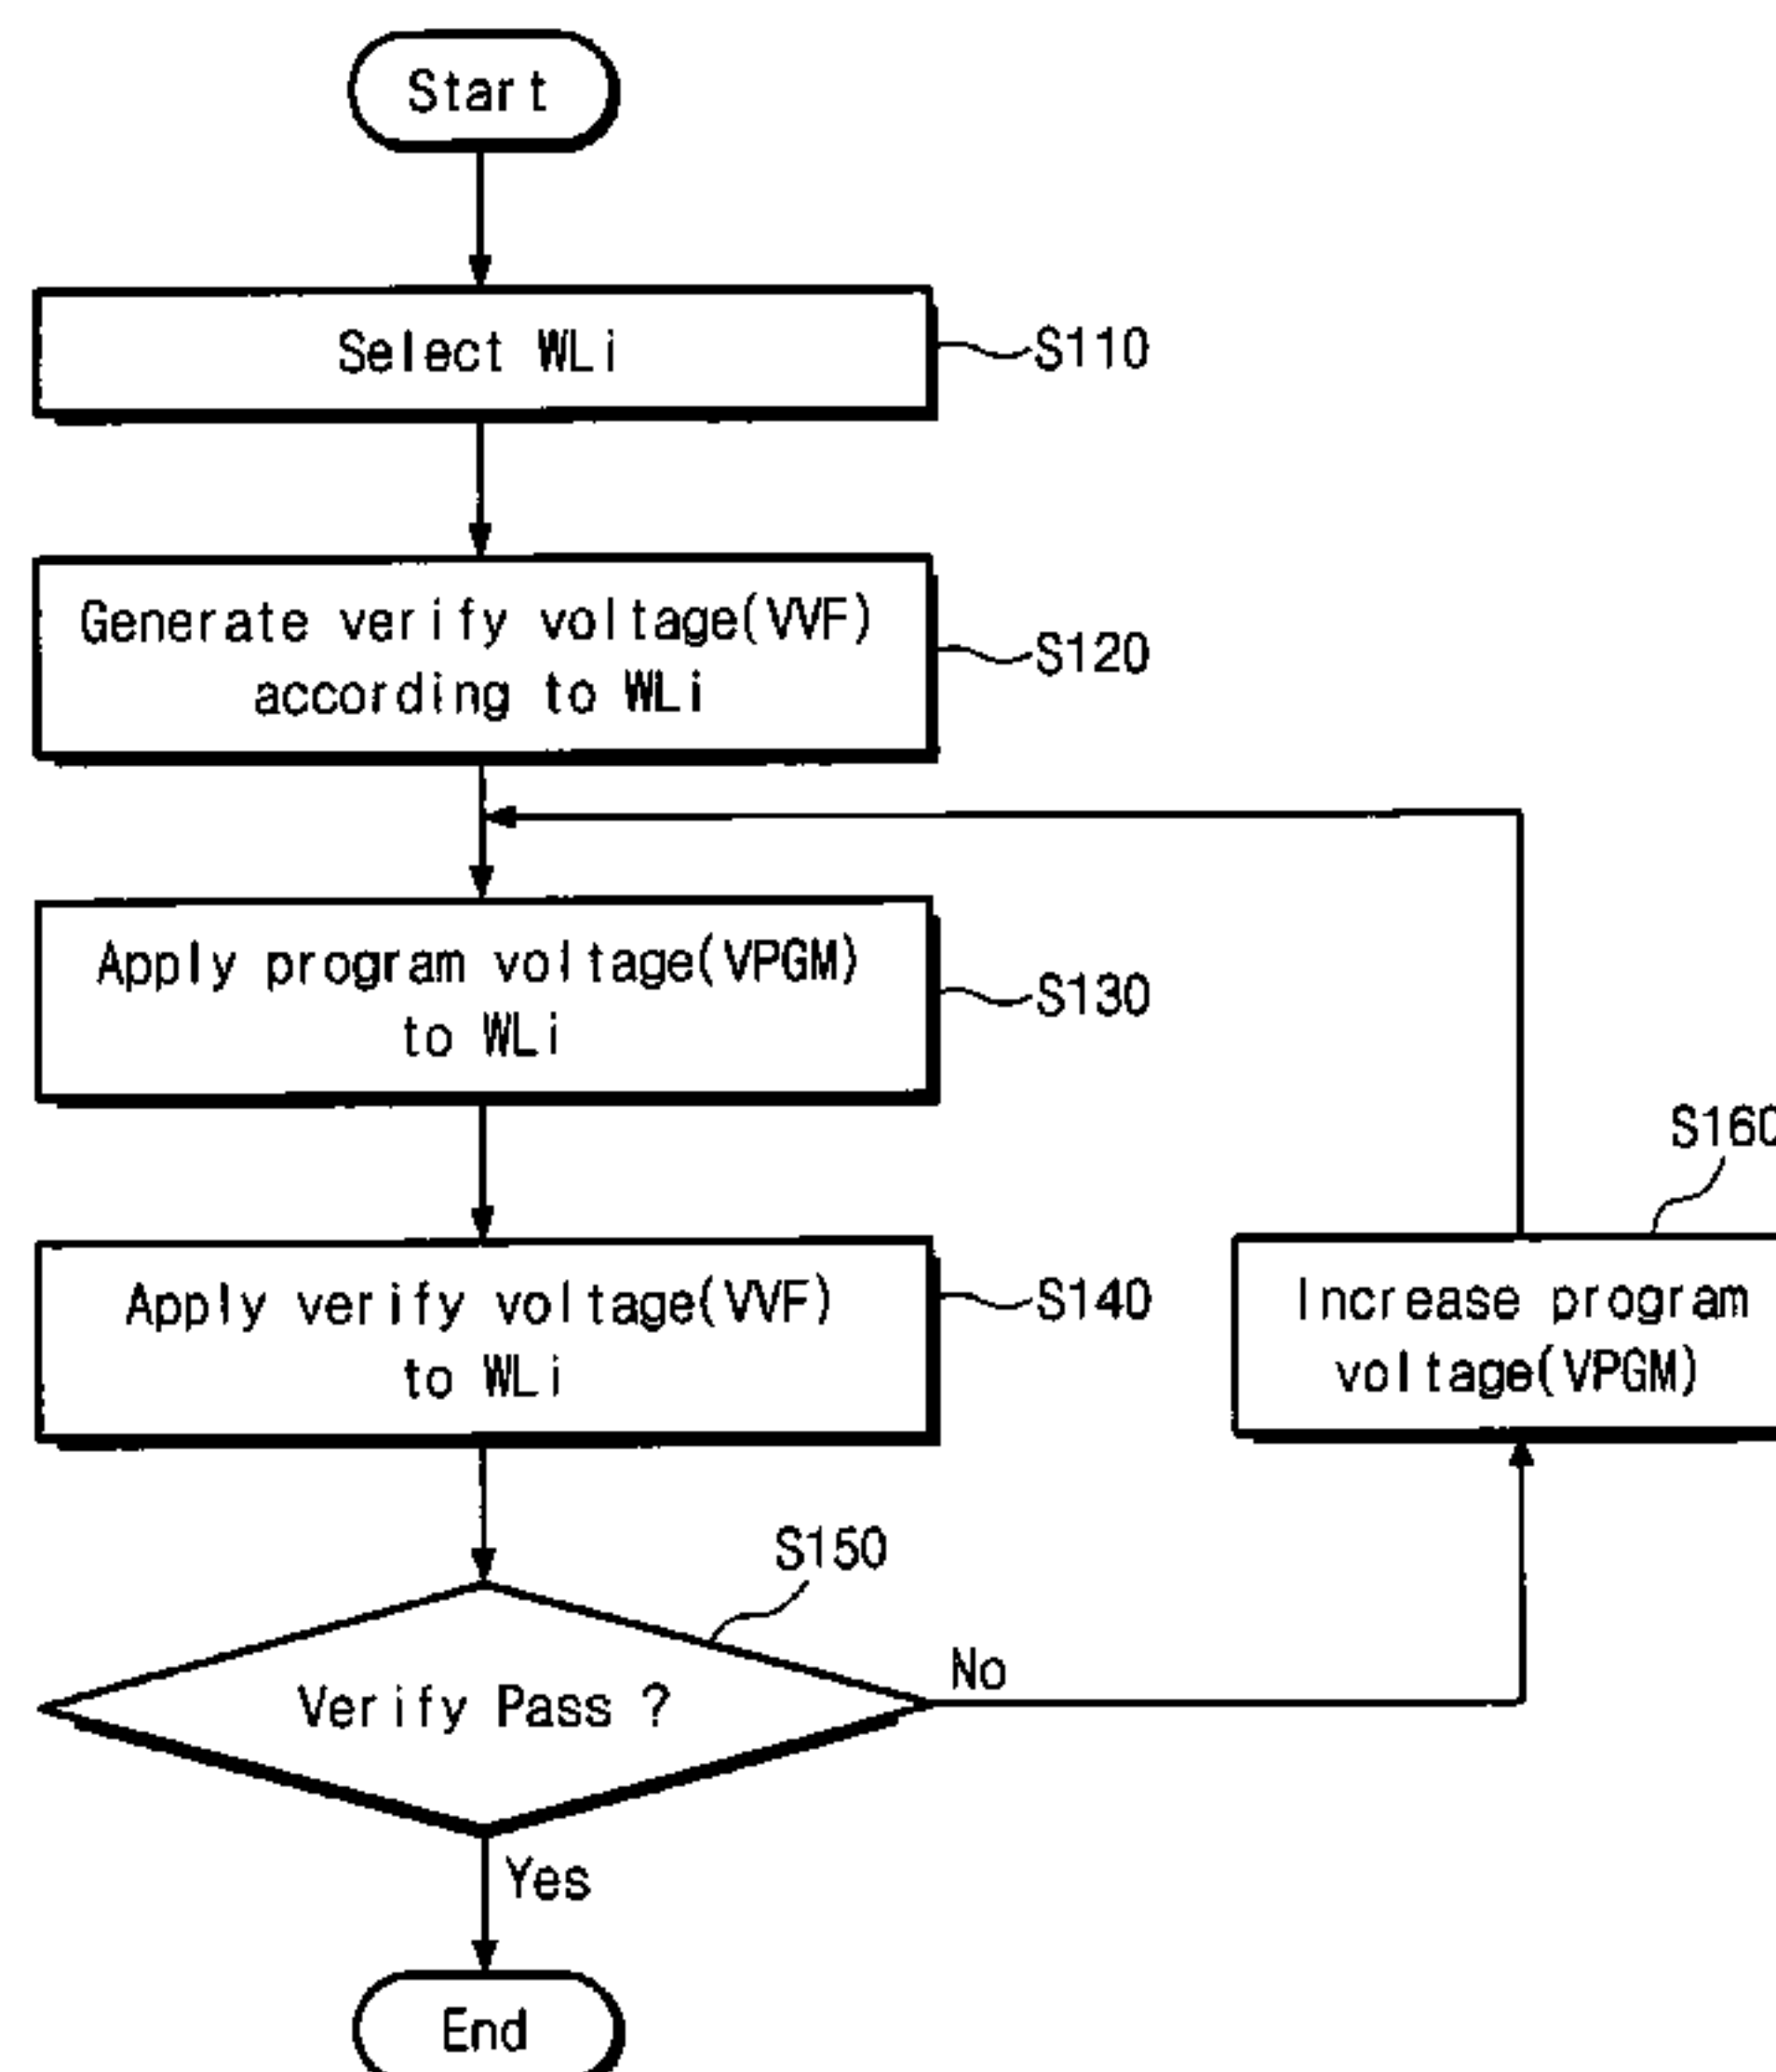 Start
Select WLi
S110
Generate verify voltage(VVF)
according to WLi
S120
Apply program voltage(VPGM)
to WLi
S130
Apply verify voltage(VVF)
to WLi
S140
S160
Increase program
voltage(VPGM)
S150
Verify Pass ?
No
Yes
End